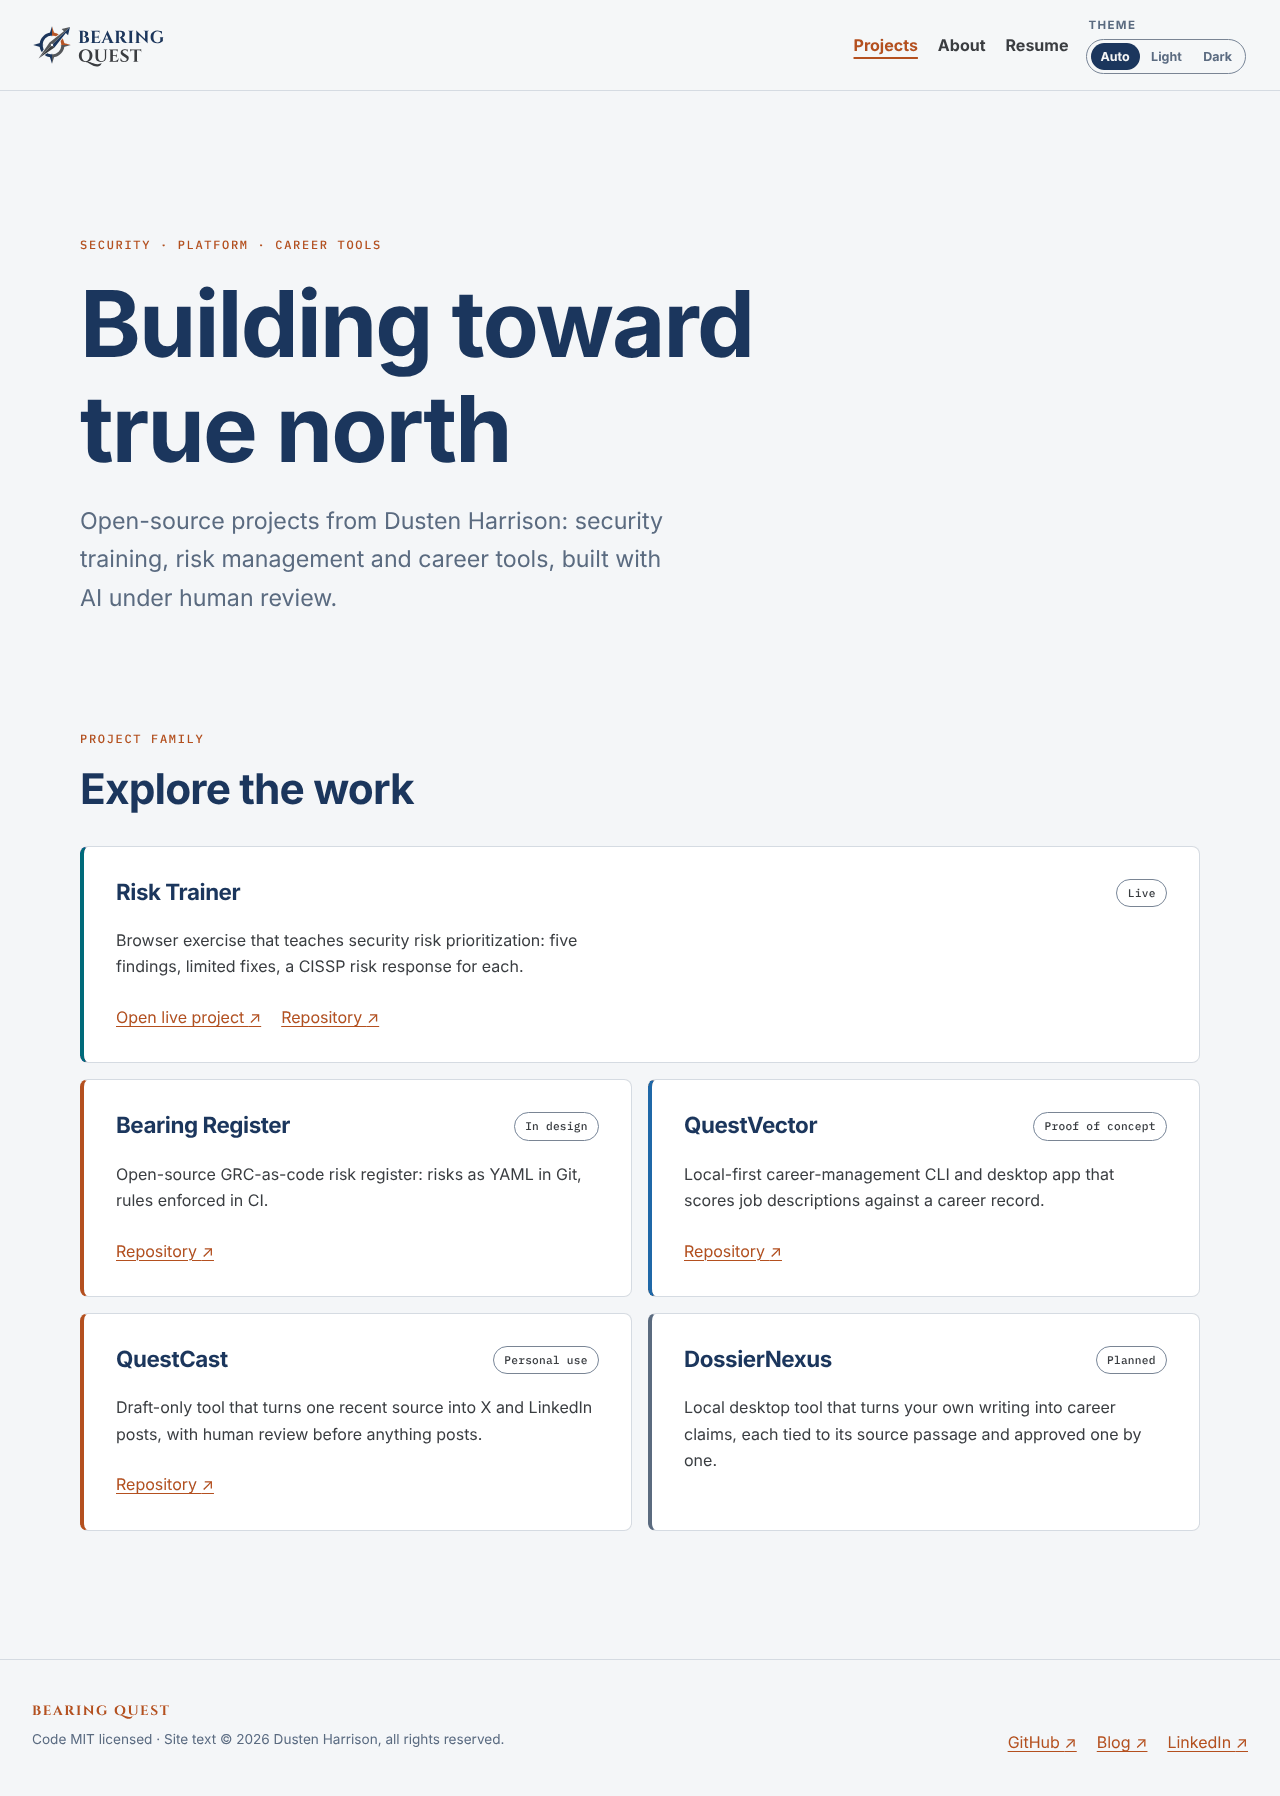 BEARING
QUEST
Projects
About
Resume
THEME
Auto
Light
Dark
SECURITY · PLATFORM · CAREER TOOLS
Building toward
true north
Open-source projects from Dusten Harrison: security
training, risk management and career tools, built with
AI under human review.
PROJECT FAMILY
Explore the work
Risk Trainer
Live
Browser exercise that teaches security risk prioritization: five
findings, limited fixes, a CISSP risk response for each.
Open live project ↗
Repository ↗
Bearing Register
In design
Open-source GRC-as-code risk register: risks as YAML in Git,
rules enforced in CI.
Repository ↗
QuestVector
Proof of concept
Local-first career-management CLI and desktop app that
scores job descriptions against a career record.
Repository ↗
QuestCast
Personal use
Draft-only tool that turns one recent source into X and LinkedIn
posts, with human review before anything posts.
Repository ↗
DossierNexus
Planned
Local desktop tool that turns your own writing into career
claims, each tied to its source passage and approved one by
one.
BEARING QUEST
Code MIT licensed · Site text © 2026 Dusten Harrison, all rights reserved.
GitHub ↗
Blog ↗
LinkedIn ↗